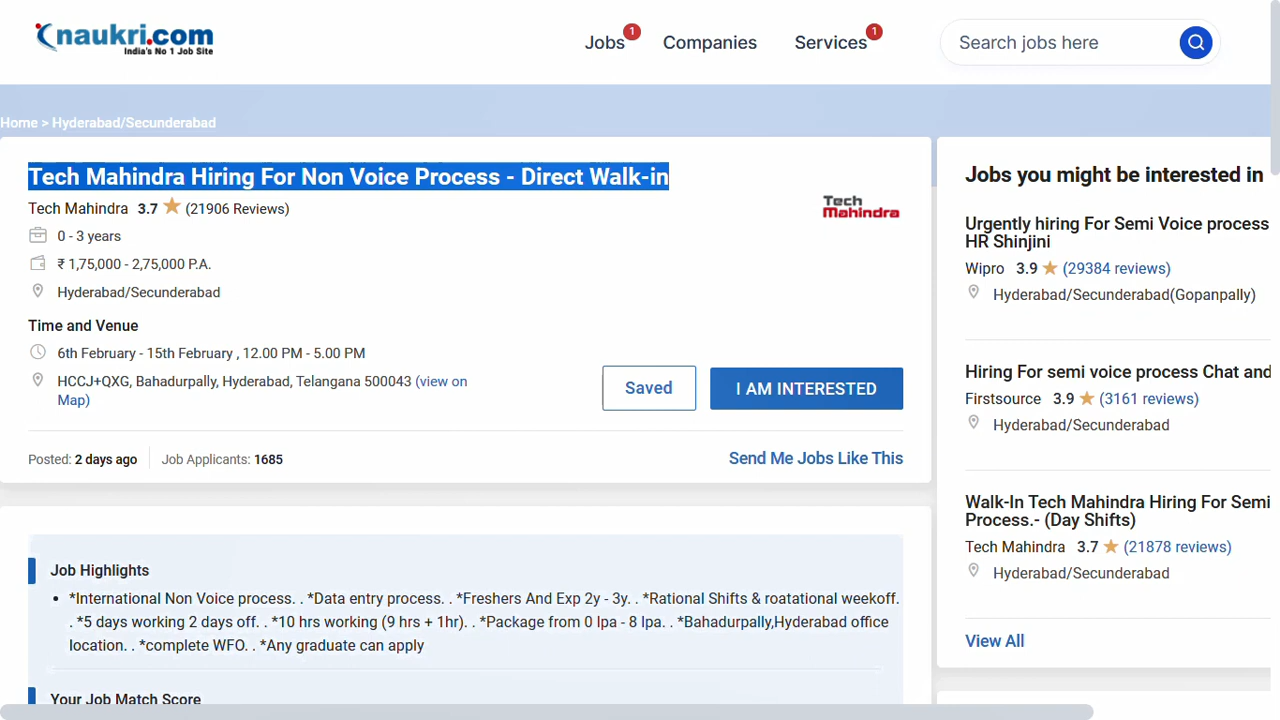 naukri.com
India's No 1 Job Site
Jobs 1 Companies Services 1 Search jobs here
Home > Hyderabad/Secunderabad
Tech Mahindra Hiring For Non Voice Process - Direct Walk-in
Tech Mahindra 3.7 (21906 Reviews)
Tech Mahindra
0 - 3 years
₹ 1,75,000 - 2,75,000 P.A.
Hyderabad/Secunderabad
Time and Venue
6th February - 15th February , 12.00 PM - 5.00 PM
HCCJ+QXG, Bahadurpally, Hyderabad, Telangana 500043 (view on
Map)
Saved I AM INTERESTED
Posted: 2 days ago Job Applicants: 1685
Send Me Jobs Like This
Job Highlights
• *International Non Voice process. . *Data entry process. . *Freshers And Exp 2y - 3y. . *Rational Shifts & roatational weekoff.
. *5 days working 2 days off. . *10 hrs working (9 hrs + 1hr). . *Package from 0 lpa - 8 lpa. . *Bahadurpally,Hyderabad office
location. . *complete WFO. . *Any graduate can apply
Your Job Match Score
Jobs you might be interested in
Urgently hiring For Semi Voice process
HR Shinjini
Wipro 3.9 (29384 reviews)
Hyderabad/Secunderabad(Gopanpally)
Hiring For semi voice process Chat and
Firstsource 3.9 (3161 reviews)
Hyderabad/Secunderabad
Walk-In Tech Mahindra Hiring For Semi
Process.- (Day Shifts)
Tech Mahindra 3.7 (21878 reviews)
Hyderabad/Secunderabad
View All